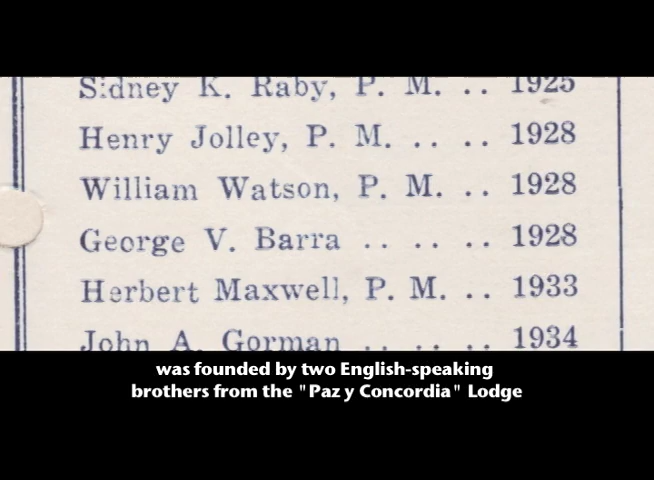 Sidney K. Raby, P. M. .. 1925
Henry Jolley, P. M. .. .. 1928
William Watson, P. M. .. 1928
George V. Barra .. .. .. 1928
Herbert Maxwell, P. M. .. 1933
John A. Gorman .. .. .. 1934
was founded by two English-speaking
brothers from the "Paz y Concordia" Lodge